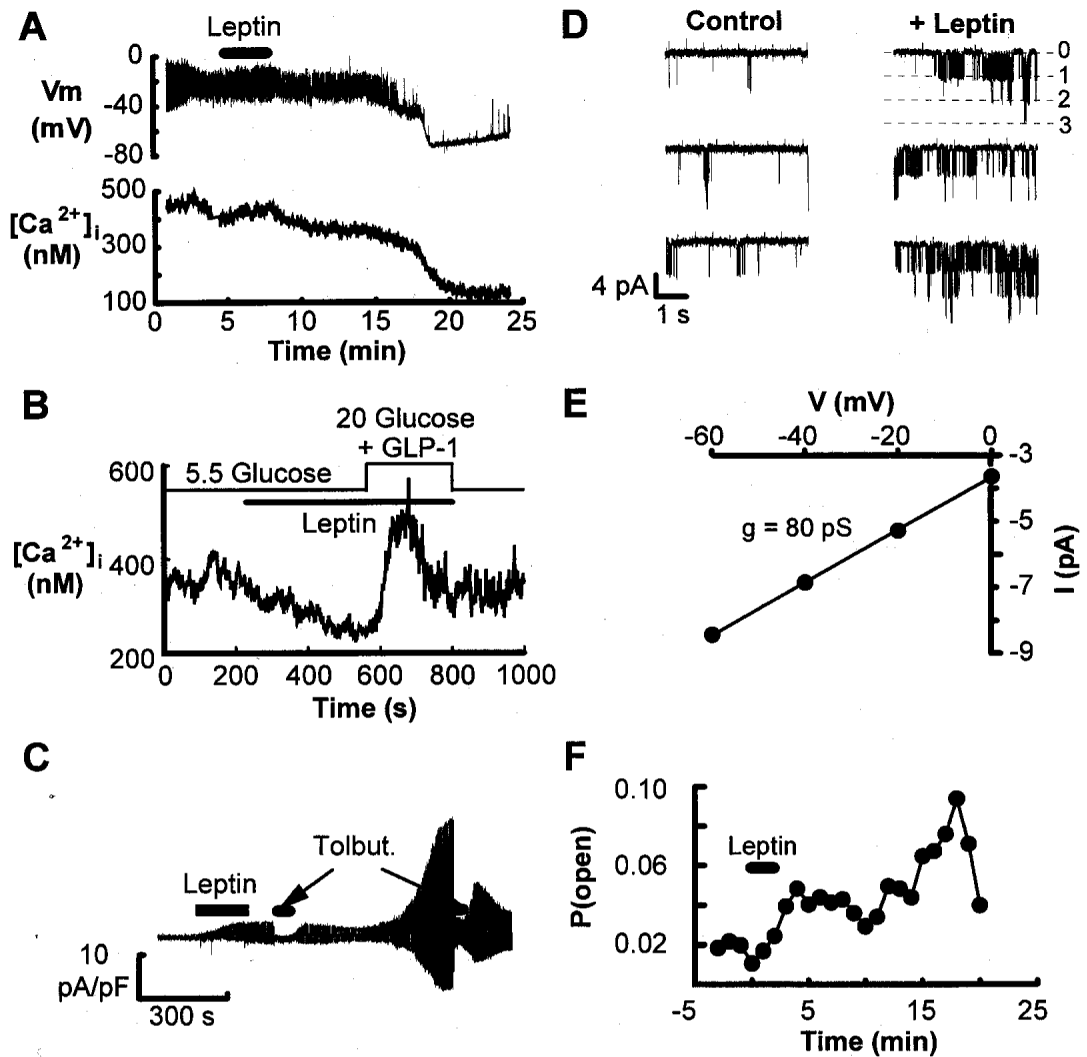 A
Leptin
0
Vm
-40
(mV)
-80
500
[Ca2+]i
300
(nM)
100
0 5 10 15 20 25
Time (min)
B
20 Glucose
+ GLP-1
600
5.5 Glucose
Leptin
[Ca2+]i
400
(nM)
200
0 200 400 600 800 1000
Time (s)
C
Tolbut.
Leptin
10
pA/pF
300 s
D
Control
+ Leptin
0
1
2
3
4 pA
1 s
E
V (mV)
-60 -40 -20 0
-3
g = 80 pS
-5
-7
-9
I (pA)
F
0.10
Leptin
0.06
P(open)
0.02
-5 5 15 25
Time (min)